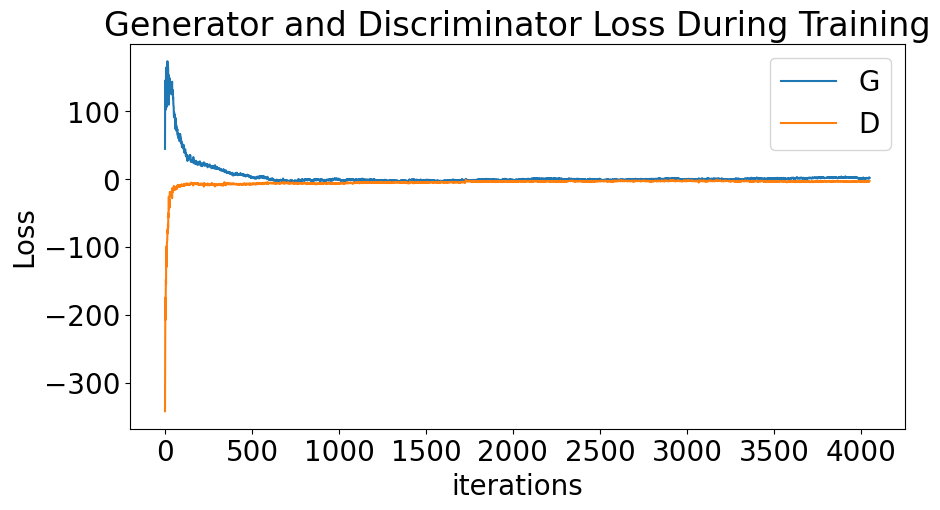 Generator and Discriminator Loss During Training
G
D
100
0
−100
−200
−300
Loss
0 500 1000 1500 2000 2500 3000 3500 4000
iterations